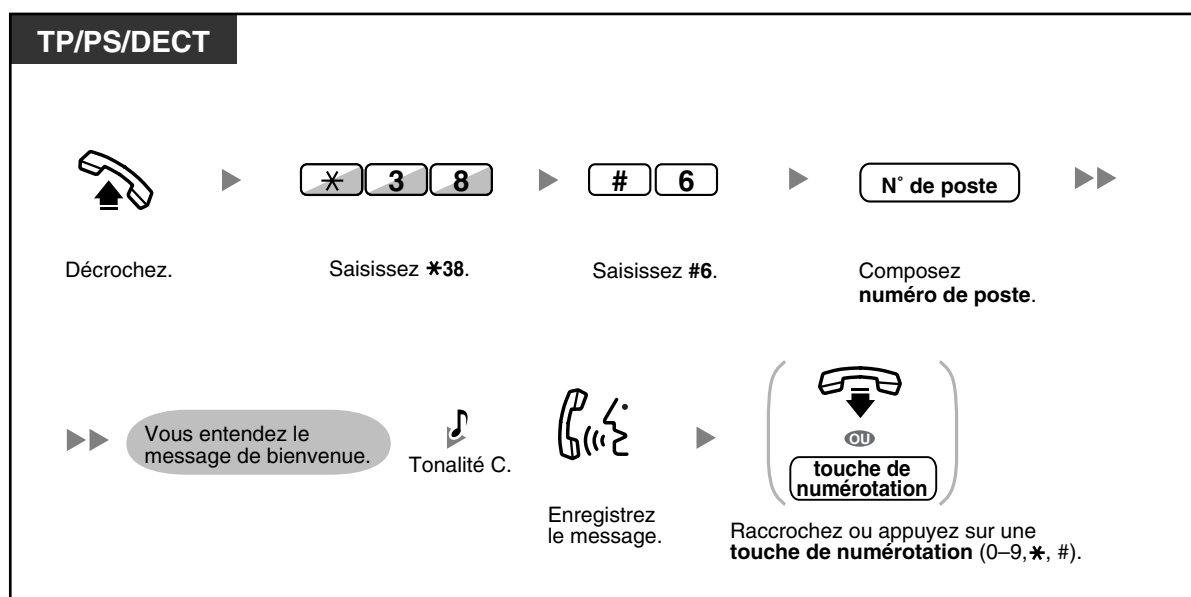 TP/PS/DECT
* 3 8
# 6
N° de poste
Décrochez.
Saisissez *38.
Saisissez #6.
Composez
numéro de poste.
Vous entendez le
message de bienvenue.
Tonalité C.
Enregistrez
le message.
OU
touche de
numérotation
Raccrochez ou appuyez sur une
touche de numérotation (0–9, *, #).